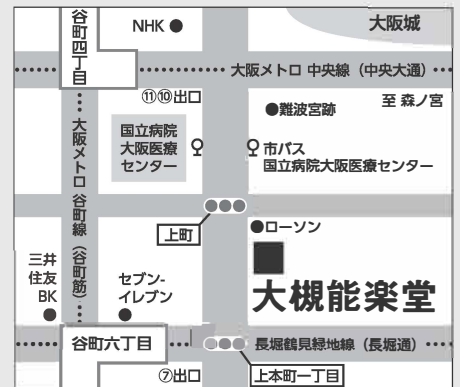 谷町四丁目
NHK
大阪城
大阪メトロ 中央線（中央大通）
⑪⑩出口
難波宮跡
至 森ノ宮
国立病院
大阪医療
センター
市バス
国立病院大阪医療センター
大阪メトロ 谷町線（谷町筋）
上町
ローソン
三井
住友
BK
セブン-
イレブン
大槻能楽堂
谷町六丁目
長堀鶴見緑地線（長堀通）
⑦出口
上本町一丁目